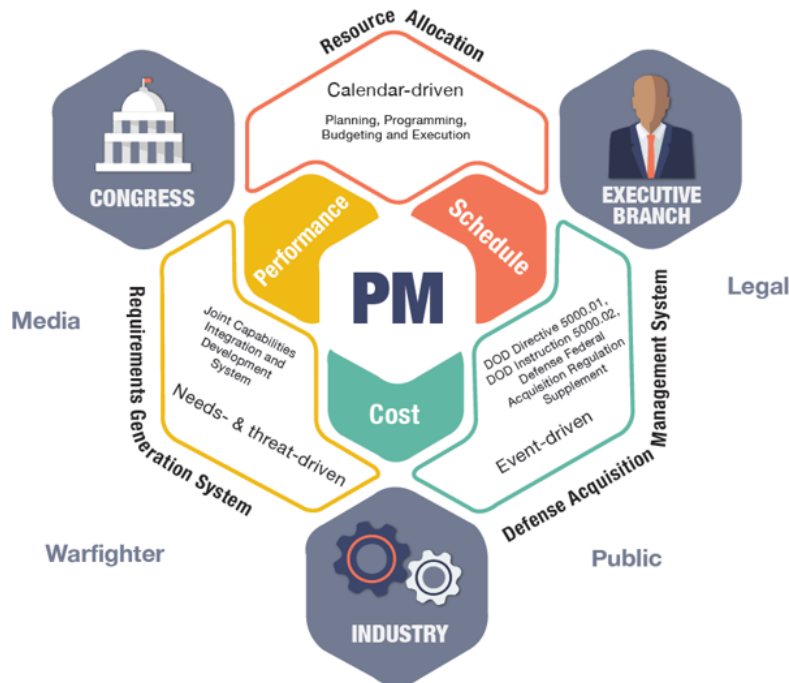 Resource Allocation
Calendar-driven
Planning, Programming,
Budgeting and Execution
CONGRESS
EXECUTIVE
BRANCH
Performance
Schedule
PM
Cost
Media
Legal
Requirements Generation System
Joint Capabilities
Integration and
Development
System
Needs- & threat-driven
DOD Directive 5000.01,
DOD Instruction 5000.02,
Defense Federal
Acquisition Regulation
Supplement
Event-driven
Defense Acquisition Management System
Warfighter
Public
INDUSTRY